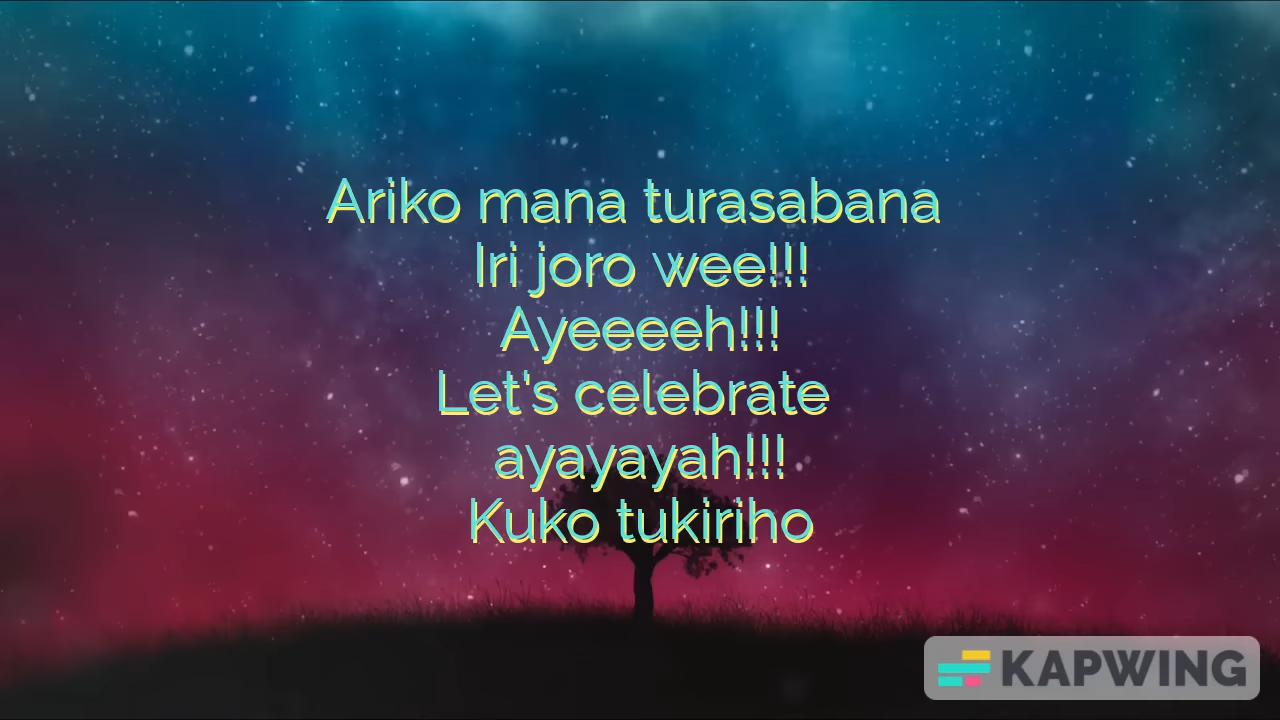 Ariko mana turasabana
Iri joro wee!!!
Ayeeeeh!!!
Let's celebrate
ayayayah!!!
Kuko tukiriho
KAPWING